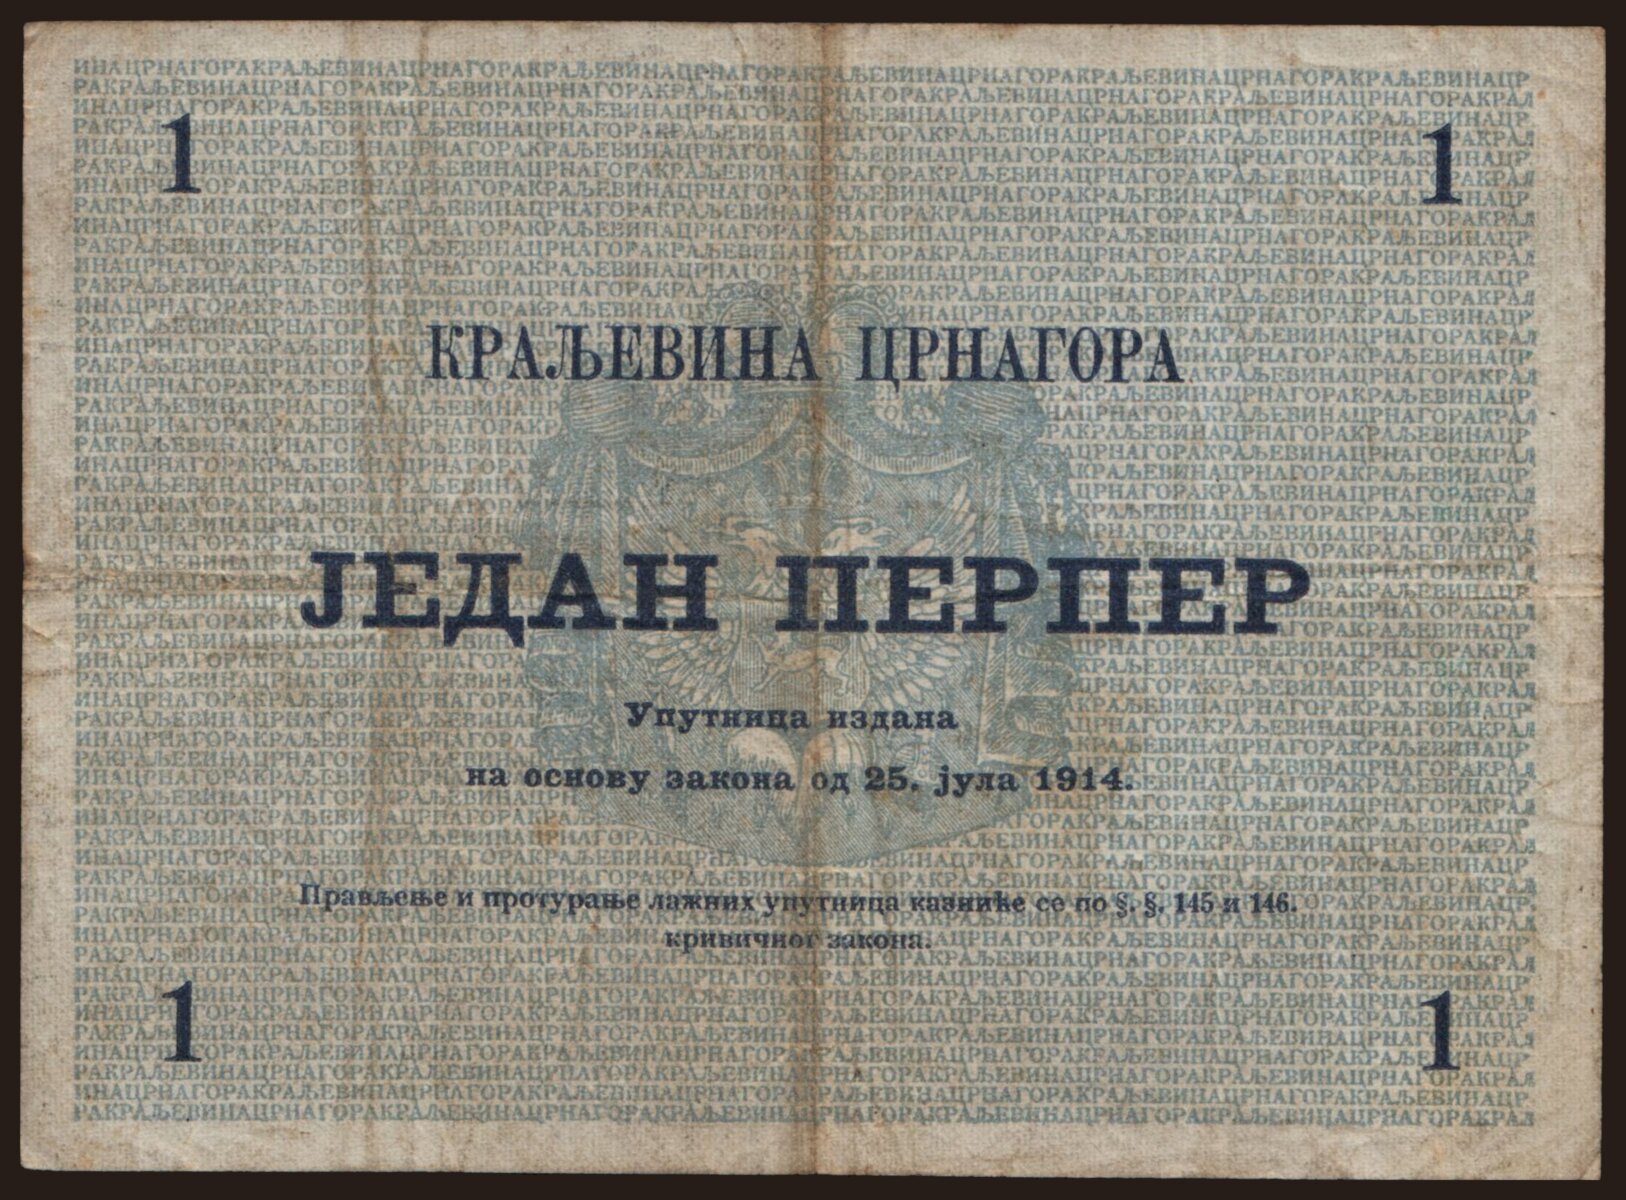 1 1
КРАЉЕВИНА ЦРНАГОРА
ЈЕДАН ПЕРПЕР
Упутница издана
на основу закона од 25. јула 1914.
Прављење и протурање лажних упутница казниће се по §. §. 145 и 146.
кривичног закона.
1 1